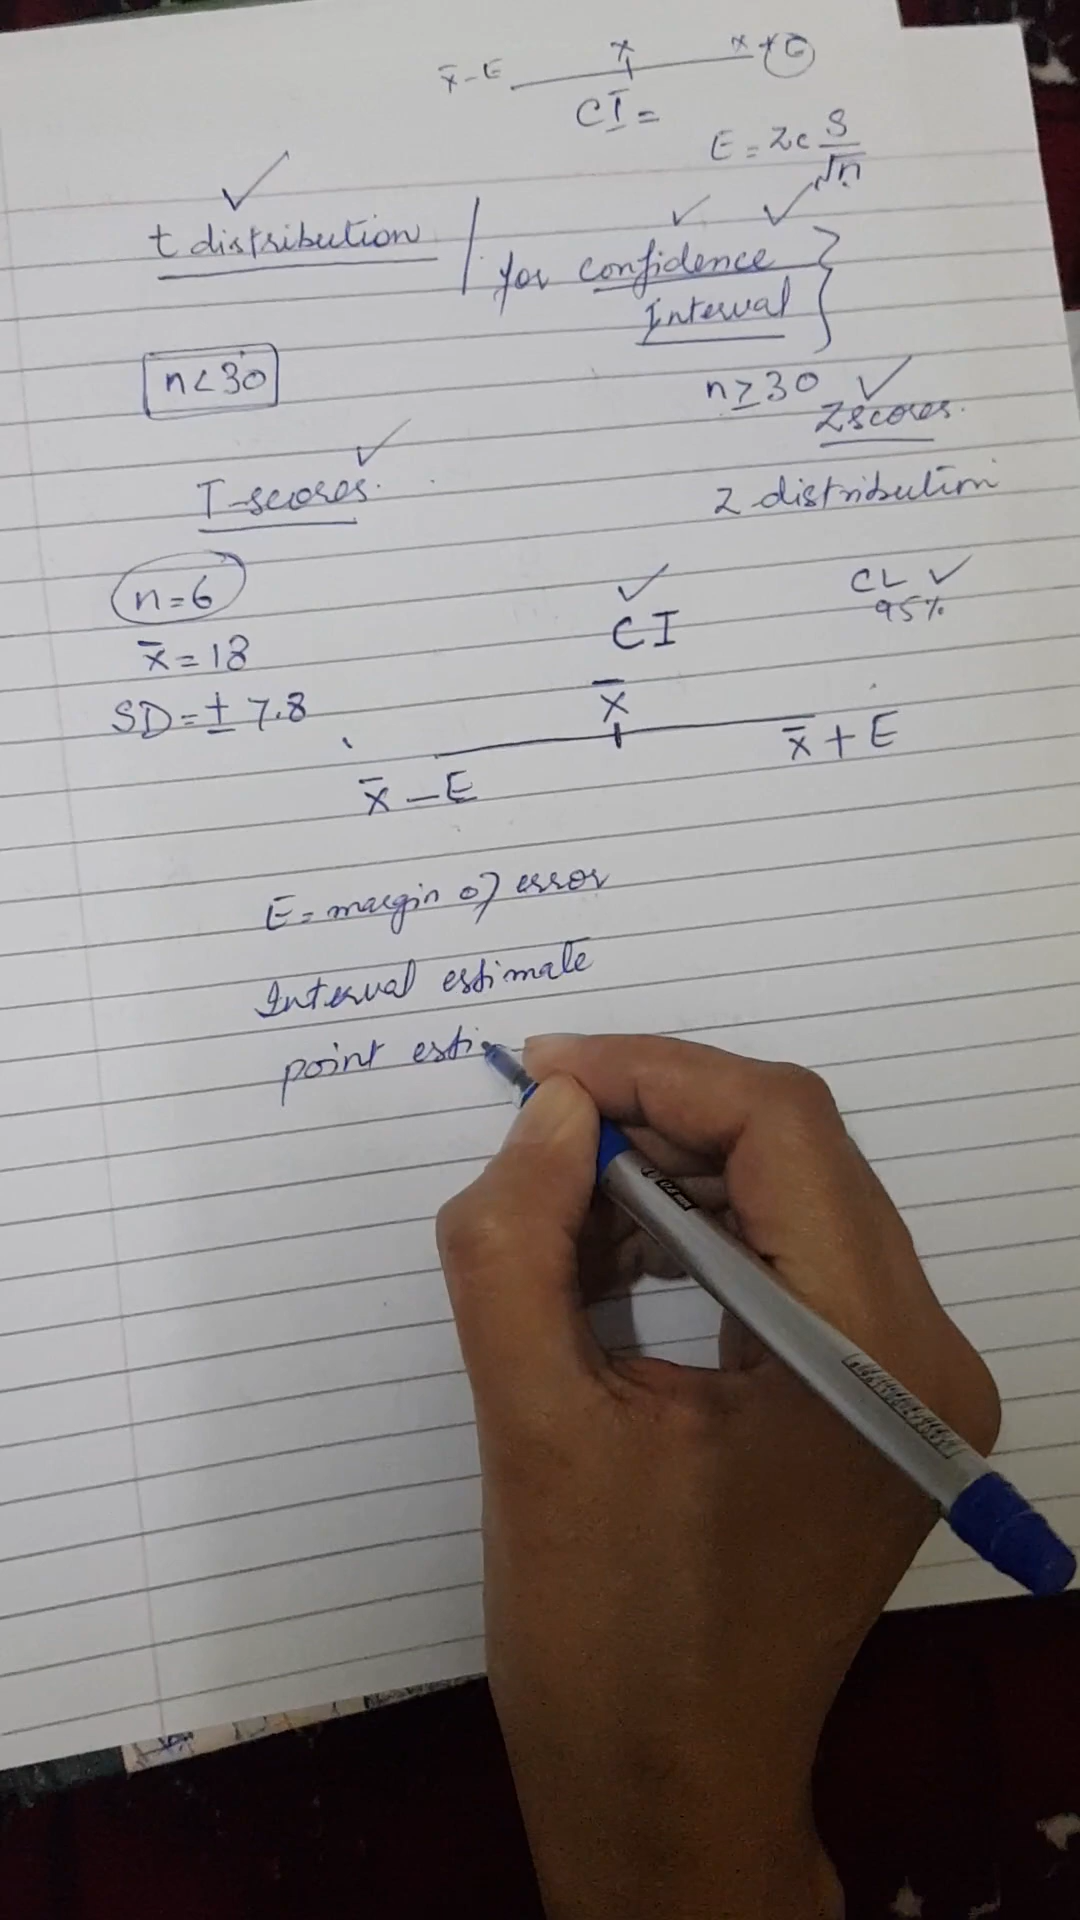 x̄-E x x+E
CI=
E=Zc S/√n
t distribution / for confidence
Interval }
n<30
n≥30
Z scores.
T-scores.
Z distribution
n=6
CI
CL
95%
x̄=18
SD=±7.8
x̄
x̄-E
x̄+E
E=margin of error
Interval estimate
point esti